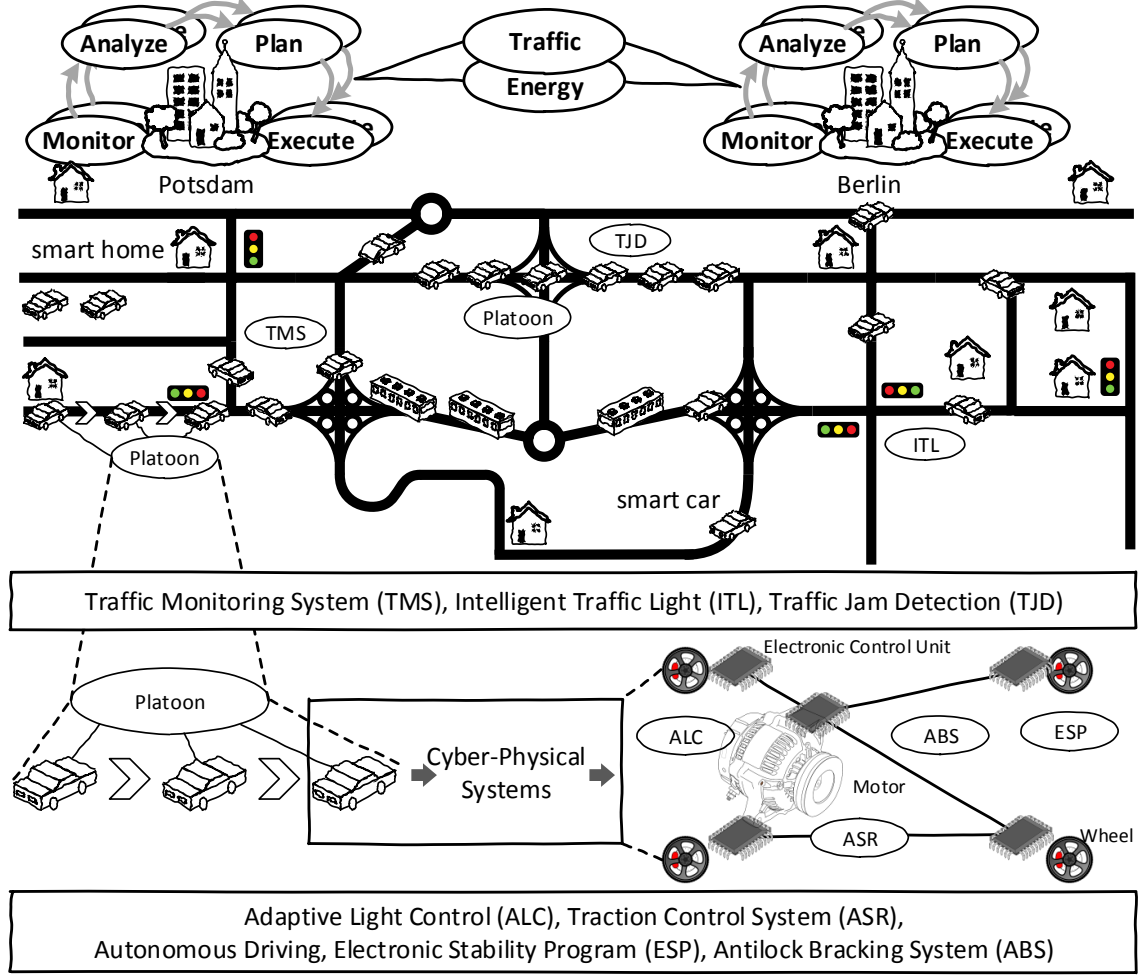 Analyze
Plan
Traffic
Analyze
Plan
Energy
Monitor
Execute
Monitor
Execute
Potsdam
Berlin
smart home
TJD
Platoon
TMS
ITL
Platoon
smart car
Traffic Monitoring System (TMS), Intelligent Traffic Light (ITL), Traffic Jam Detection (TJD)
Electronic Control Unit
Platoon
ALC
ABS
ESP
Cyber-Physical
Systems
Motor
ASR
Wheel
Adaptive Light Control (ALC), Traction Control System (ASR),
Autonomous Driving, Electronic Stability Program (ESP), Antilock Bracking System (ABS)